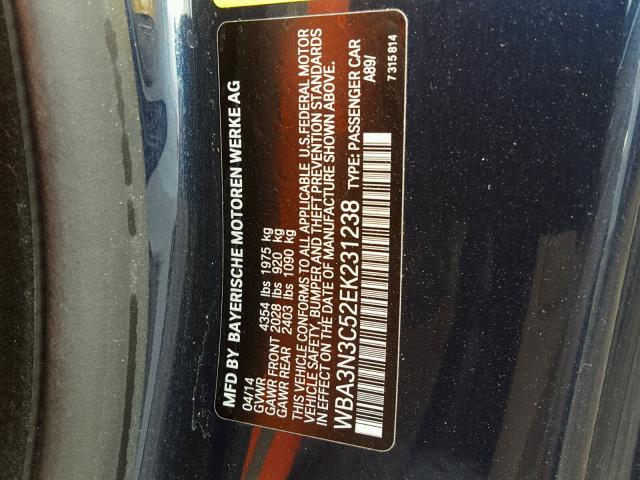 MFD BY BAYERISCHE MOTOREN WERKE AG
04/14
GVWR 4354 lbs 1975 kg
GAWR FRONT 2028 lbs 920 kg
GAWR REAR 2403 lbs 1090 kg
THIS VEHICLE CONFORMS TO ALL APPLICABLE U.S.FEDERAL MOTOR
VEHICLE SAFETY, BUMPER AND THEFT PREVENTION STANDARDS
IN EFFECT ON THE DATE OF MANUFACTURE SHOWN ABOVE.
WBA3N3C52EK231238 TYPE: PASSENGER CAR
A89/
7 315 814